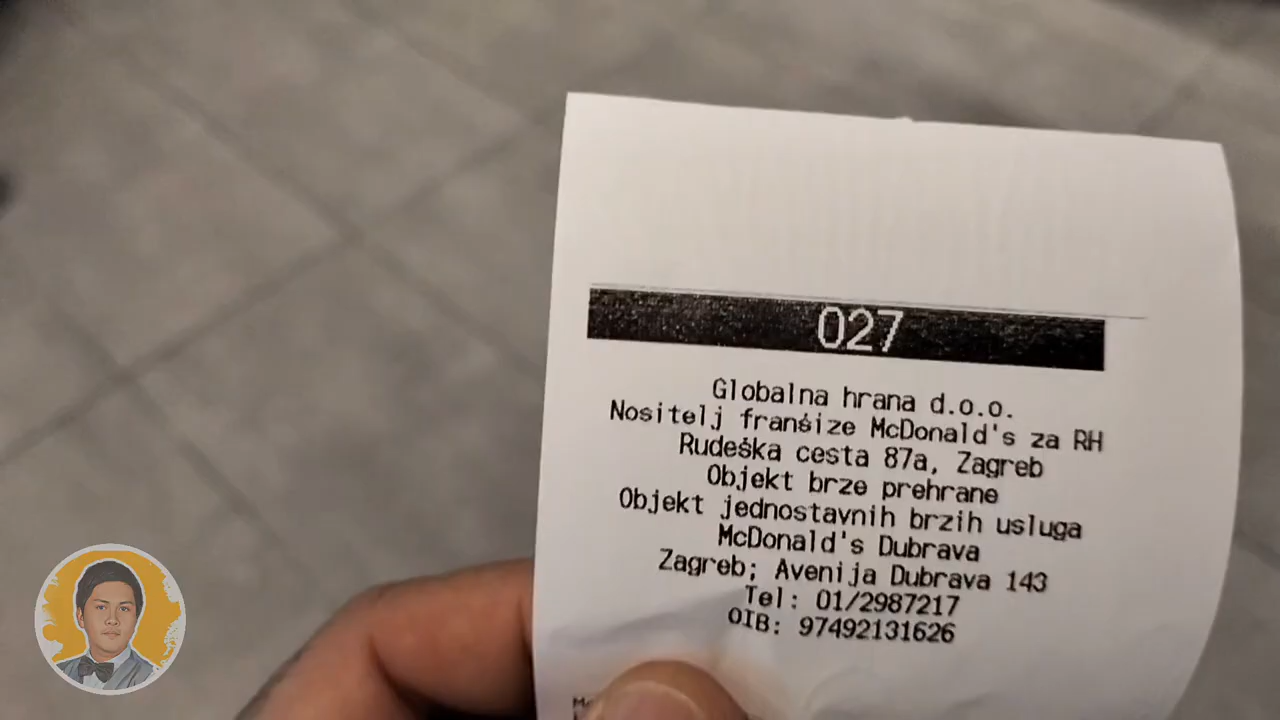 027
Globalna hrana d.o.o.
Nositelj franšize McDonald's za RH
Rudeška cesta 87a, Zagreb
Objekt brze prehrane
Objekt jednostavnih brzih usluga
McDonald's Dubrava
Zagreb; Avenija Dubrava 143
Tel: 01/2987217
OIB: 97492131626